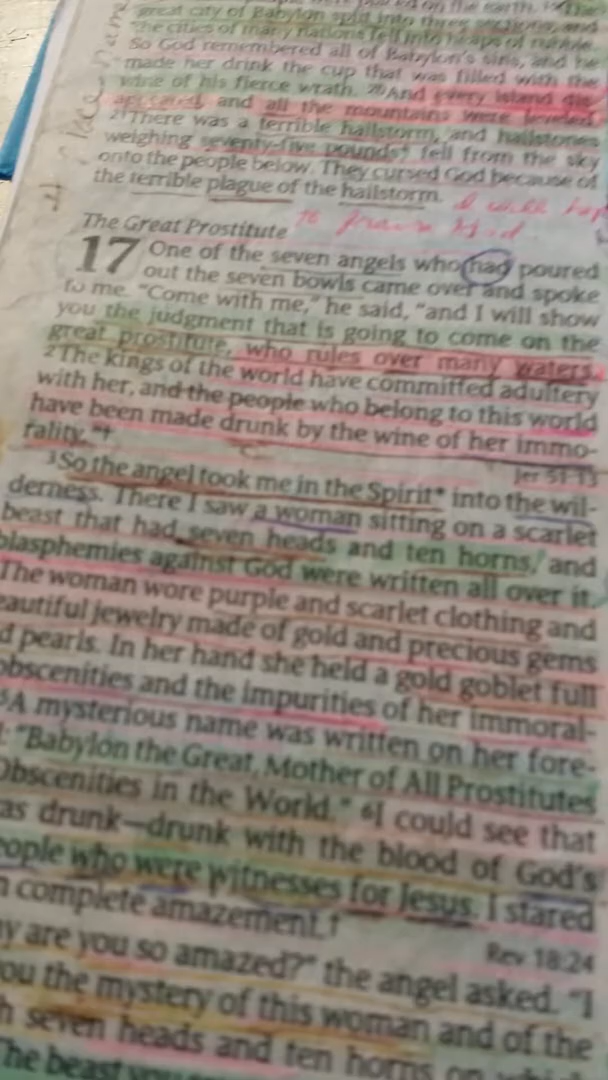 on the earth. 19The
great city of Babylon split into three sections, and
the cities of many nations fell into heaps of rubble.
So God remembered all of Babylon's sins, and he
made her drink the cup that was filled with the
wine of his fierce wrath. 20And every island dis-
appeared, and all the mountains were leveled.
21There was a terrible hailstorm, and hailstones
weighing seventy-five pounds* fell from the sky
onto the people below. They cursed God because of
the terrible plague of the hailstorm.
The Great Prostitute
17 One of the seven angels who had poured
out the seven bowls came over and spoke
to me. "Come with me," he said, "and I will show
you the judgment that is going to come on the
great prostitute, who rules over many waters.
2The kings of the world have committed adultery
with her, and the people who belong to this world
have been made drunk by the wine of her immo-
rality."†
Jer 51:13
3So the angel took me in the Spirit* into the wil-
derness. There I saw a woman sitting on a scarlet
beast that had seven heads and ten horns, and
blasphemies against God were written all over it.
The woman wore purple and scarlet clothing and
eautiful jewelry made of gold and precious gems
d pearls. In her hand she held a gold goblet full
obscenities and the impurities of her immoral-
5A mysterious name was written on her fore-
: "Babylon the Great, Mother of All Prostitutes
Obscenities in the World." 6I could see that
as drunk—drunk with the blood of God's
eople who were witnesses for Jesus. I stared
n complete amazement.†
Rev 18:24
y are you so amazed?" the angel asked. "I
ou the mystery of this woman and of the
h seven heads and ten horns on
he beast you